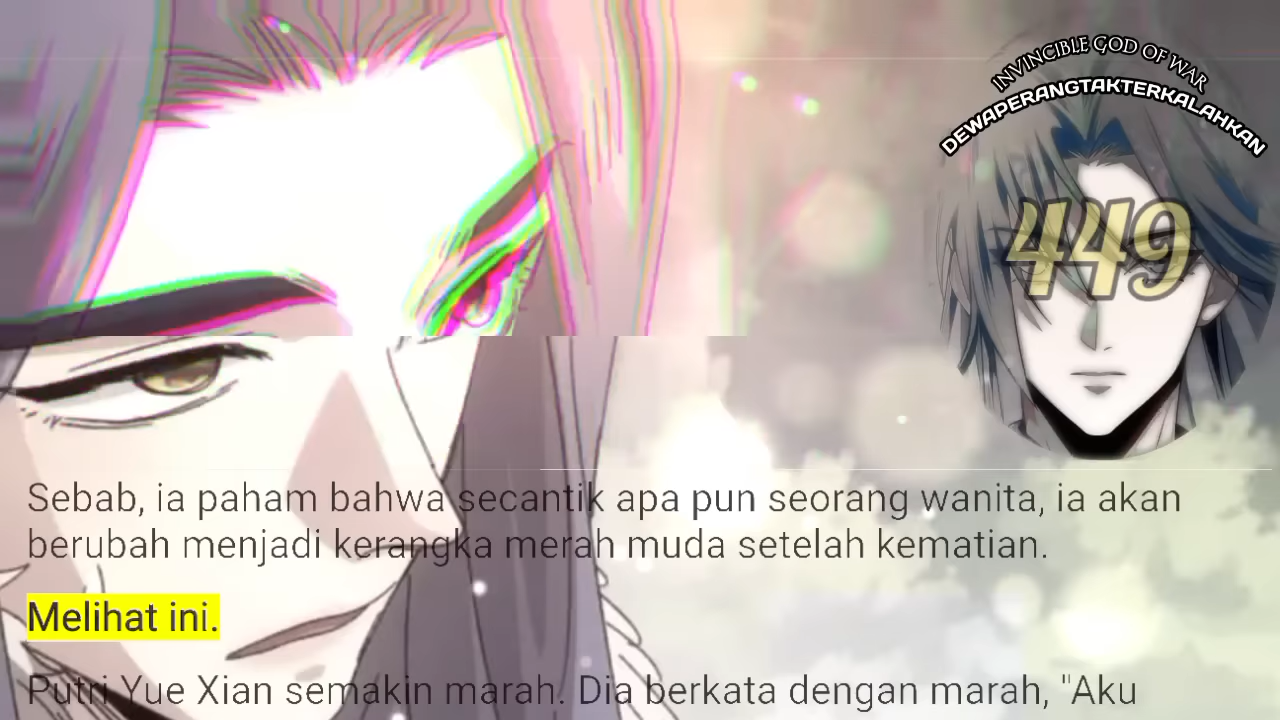 INVINCIBLE GOD OF WAR
DEWAPERANGTAKTERKALAHKAN
449
Sebab, ia paham bahwa secantik apa pun seorang wanita, ia akan
berubah menjadi kerangka merah muda setelah kematian.
Melihat ini.
Putri Yue Xian semakin marah. Dia berkata dengan marah, "Aku